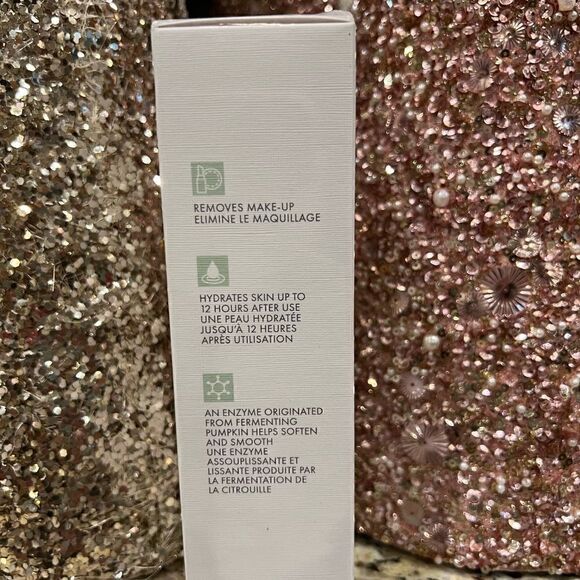 REMOVES MAKE-UP
ELIMINE LE MAQUILLAGE
HYDRATES SKIN UP TO
12 HOURS AFTER USE
UNE PEAU HYDRATÉE
JUSQU'À 12 HEURES
APRÈS UTILISATION
AN ENZYME ORIGINATED
FROM FERMENTING
PUMPKIN HELPS SOFTEN
AND SMOOTH
UNE ENZYME
ASSOUPLISSANTE ET
LISSANTE PRODUITE PAR
LA FERMENTATION DE
LA CITROUILLE